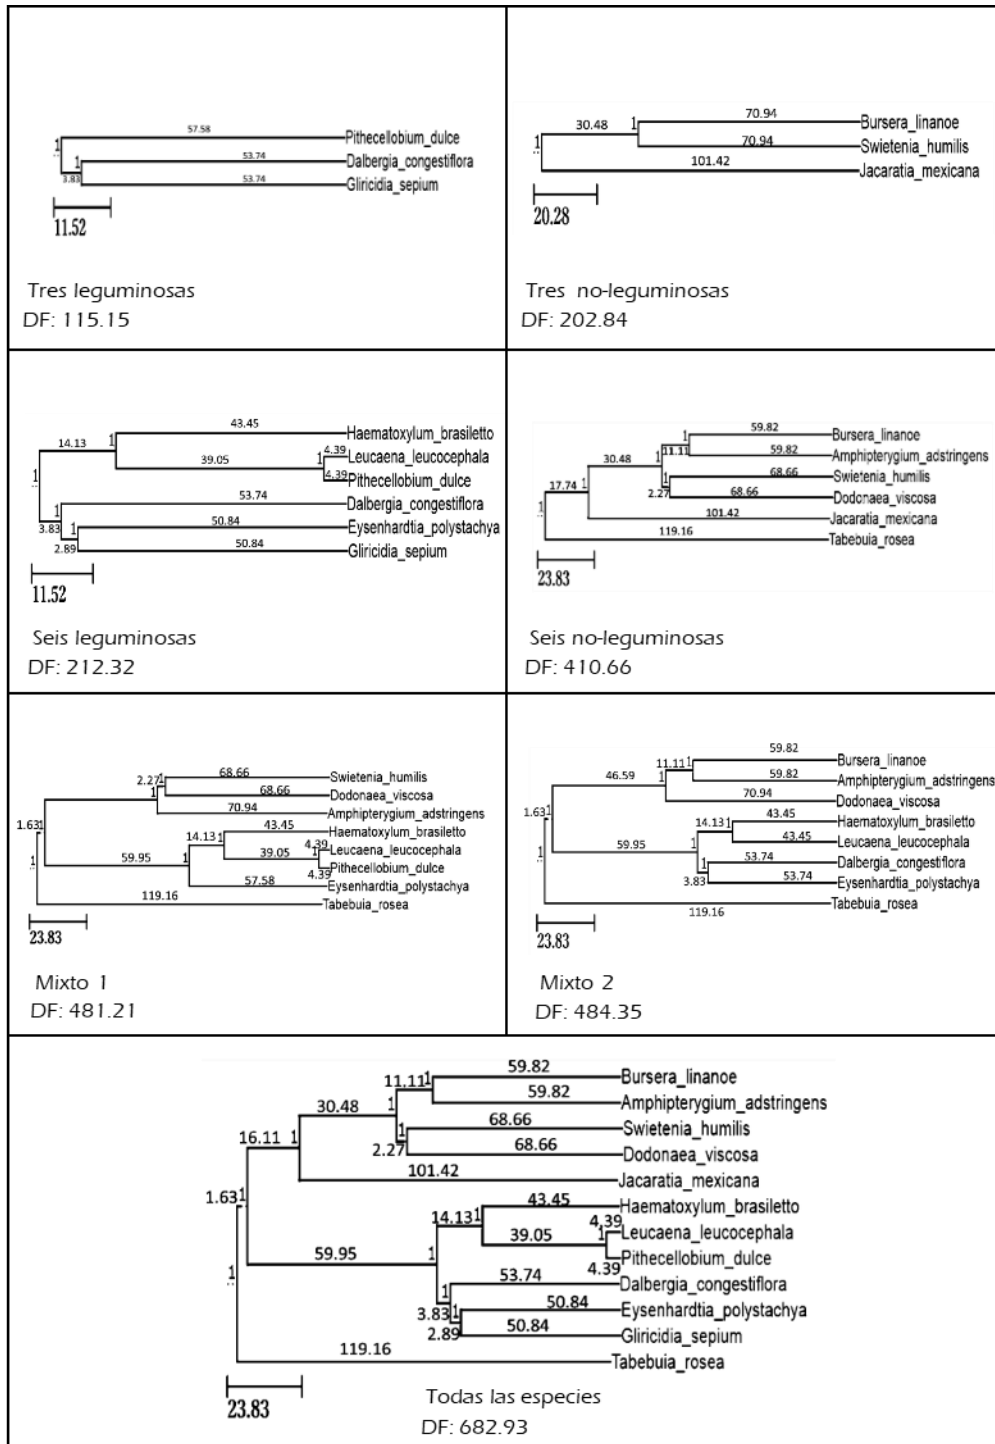 57.58
1
Pithecellobium_dulce
53.74
1
Dalbergia_congestiflora
3.83
53.74
Gliricidia_sepium
11.52
Tres leguminosas
DF: 115.15
70.94
30.48
1
Bursera_linanoe
1
70.94
Swietenia_humilis
101.42
Jacaratia_mexicana
20.28
Tres no-leguminosas
DF: 202.84
43.45
14.13
1
Haematoxylum_brasiletto
4.39
39.05
1
Leucaena_leucocephala
1
4.39
Pithecellobium_dulce
53.74
Dalbergia_congestiflora
3.83
1
50.84
Eysenhardtia_polystachya
2.89
50.84
Gliricidia_sepium
11.52
Seis leguminosas
DF: 212.32
59.82
1
Bursera_linanoe
30.48
1
11.11
59.82
Amphipterygium_adstringens
68.66
17.74
1
Swietenia_humilis
2.27
68.66
Dodonaea_viscosa
101.42
1
Jacaratia_mexicana
119.16
Tabebuia_rosea
23.83
Seis no-leguminosas
DF: 410.66
68.66
2.27
1
Swietenia_humilis
1
68.66
Dodonaea_viscosa
70.94
Amphipterygium_adstringens
1.63
1
14.13
1
43.45
Haematoxylum_brasiletto
4.39
39.05
1
Leucaena_leucocephala
1
59.95
1
4.39
Pithecellobium_dulce
57.58
Eysenhardtia_polystachya
119.16
Tabebuia_rosea
23.83
Mixto 1
DF: 481.21
59.82
11.11
1
Bursera_linanoe
46.59
1
59.82
Amphipterygium_adstringens
70.94
Dodonaea_viscosa
1.63
1
43.45
14.13
1
Haematoxylum_brasiletto
59.95
1
43.45
Leucaena_leucocephala
1
53.74
Dalbergia_congestiflora
3.83
53.74
Eysenhardtia_polystachya
119.16
Tabebuia_rosea
23.83
Mixto 2
DF: 484.35
59.82
11.11
1
Bursera_linanoe
30.48
1
59.82
Amphipterygium_adstringens
68.66
1
Swietenia_humilis
16.11
1
2.27
68.66
Dodonaea_viscosa
101.42
Jacaratia_mexicana
1.63
1
43.45
Haematoxylum_brasiletto
14.13
1
4.39
39.05
1
Leucaena_leucocephala
59.95
1
4.39
Pithecellobium_dulce
1
53.74
Dalbergia_congestiflora
1
3.83
1
50.84
Eysenhardtia_polystachya
2.89
50.84
Gliricidia_sepium
119.16
Tabebuia_rosea
23.83
Todas las especies
DF: 682.93